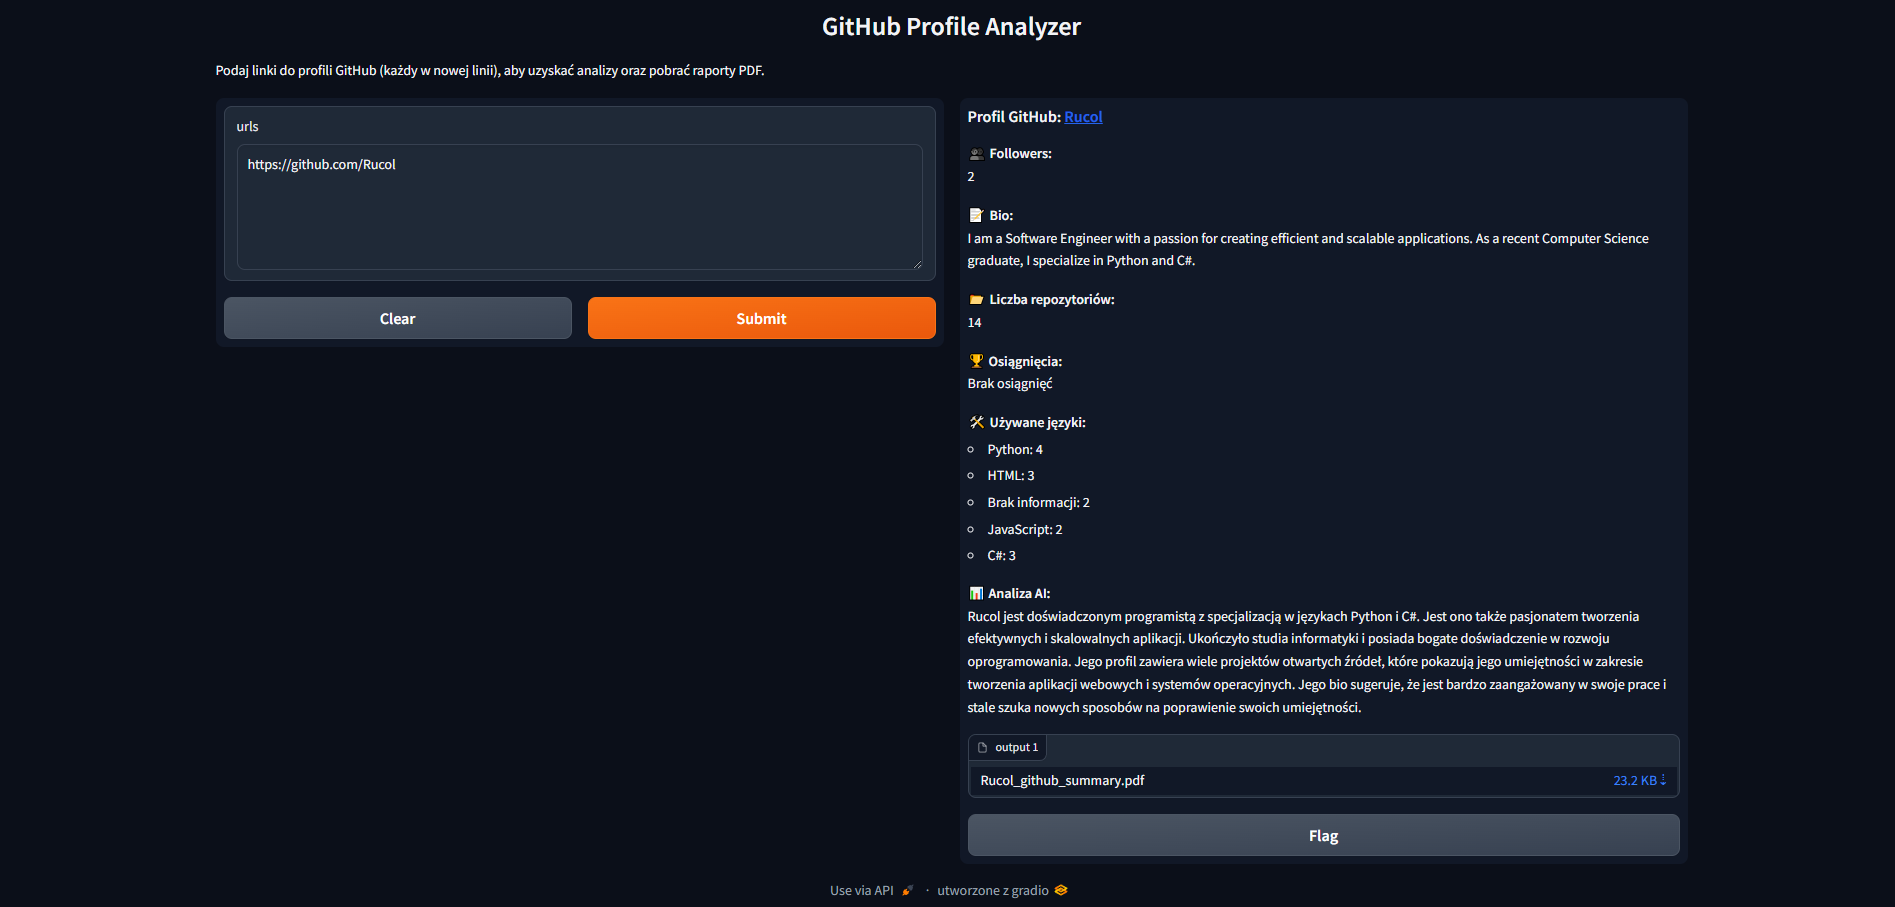 GitHub Profile Analyzer
Podaj linki do profili GitHub (każdy w nowej linii), aby uzyskać analizy oraz pobrać raporty PDF.
urls
https://github.com/Rucol
Clear
Submit
Profil GitHub: Rucol
Followers:
2
Bio:
I am a Software Engineer with a passion for creating efficient and scalable applications. As a recent Computer Science
graduate, I specialize in Python and C#.
Liczba repozytoriów:
14
Osiągnięcia:
Brak osiągnięć
Używane języki:
Python: 4
HTML: 3
Brak informacji: 2
JavaScript: 2
C#: 3
Analiza AI:
Rucol jest doświadczonym programistą z specjalizacją w językach Python i C#. Jest ono także pasjonatem tworzenia
efektywnych i skalowalnych aplikacji. Ukończyło studia informatyki i posiada bogate doświadczenie w rozwoju
oprogramowania. Jego profil zawiera wiele projektów otwartych źródeł, które pokazują jego umiejętności w zakresie
tworzenia aplikacji webowych i systemów operacyjnych. Jego bio sugeruje, że jest bardzo zaangażowany w swoje prace i
stale szuka nowych sposobów na poprawienie swoich umiejętności.
output 1
Rucol_github_summary.pdf
23.2 KB ⇣
Flag
Use via API · utworzone z gradio